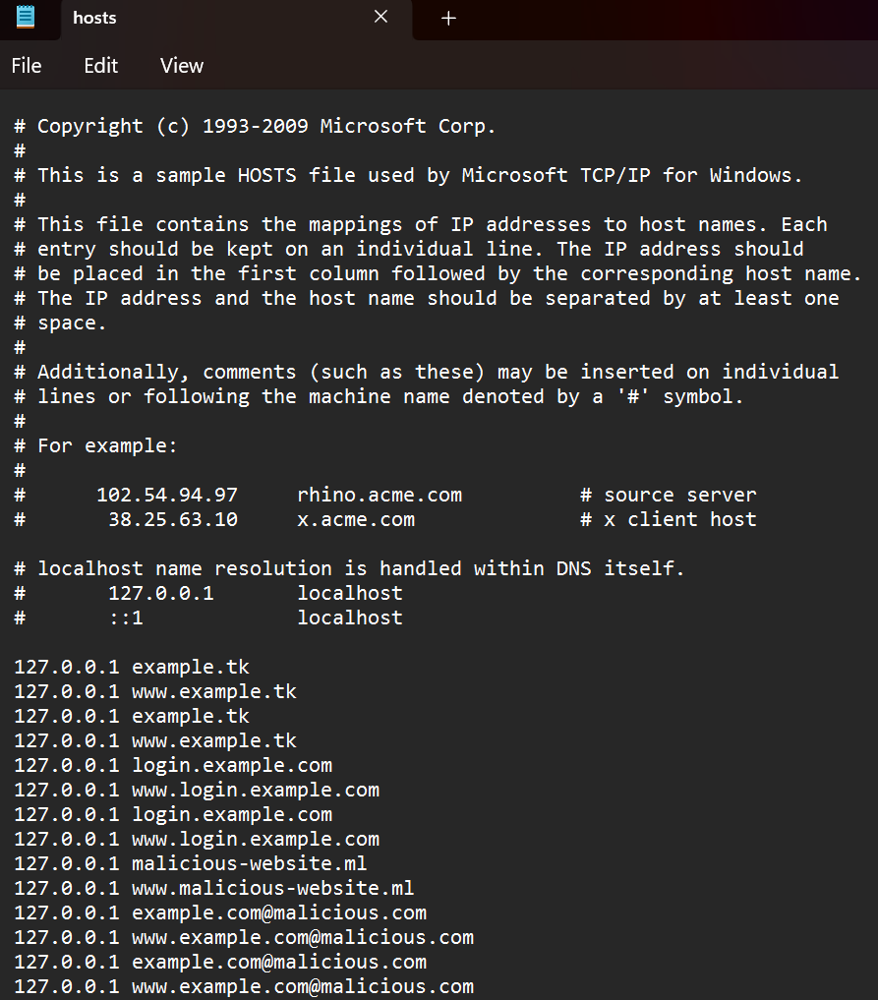 hosts
File Edit View
# Copyright (c) 1993-2009 Microsoft Corp.
#
# This is a sample HOSTS file used by Microsoft TCP/IP for Windows.
#
# This file contains the mappings of IP addresses to host names. Each
# entry should be kept on an individual line. The IP address should
# be placed in the first column followed by the corresponding host name.
# The IP address and the host name should be separated by at least one
# space.
#
# Additionally, comments (such as these) may be inserted on individual
# lines or following the machine name denoted by a '#' symbol.
#
# For example:
#
#      102.54.94.97     rhino.acme.com          # source server
#       38.25.63.10     x.acme.com              # x client host

# localhost name resolution is handled within DNS itself.
#       127.0.0.1       localhost
#       ::1             localhost

127.0.0.1 example.tk
127.0.0.1 www.example.tk
127.0.0.1 example.tk
127.0.0.1 www.example.tk
127.0.0.1 login.example.com
127.0.0.1 www.login.example.com
127.0.0.1 login.example.com
127.0.0.1 www.login.example.com
127.0.0.1 malicious-website.ml
127.0.0.1 www.malicious-website.ml
127.0.0.1 example.com@malicious.com
127.0.0.1 www.example.com@malicious.com
127.0.0.1 example.com@malicious.com
127.0.0.1 www.example.com@malicious.com